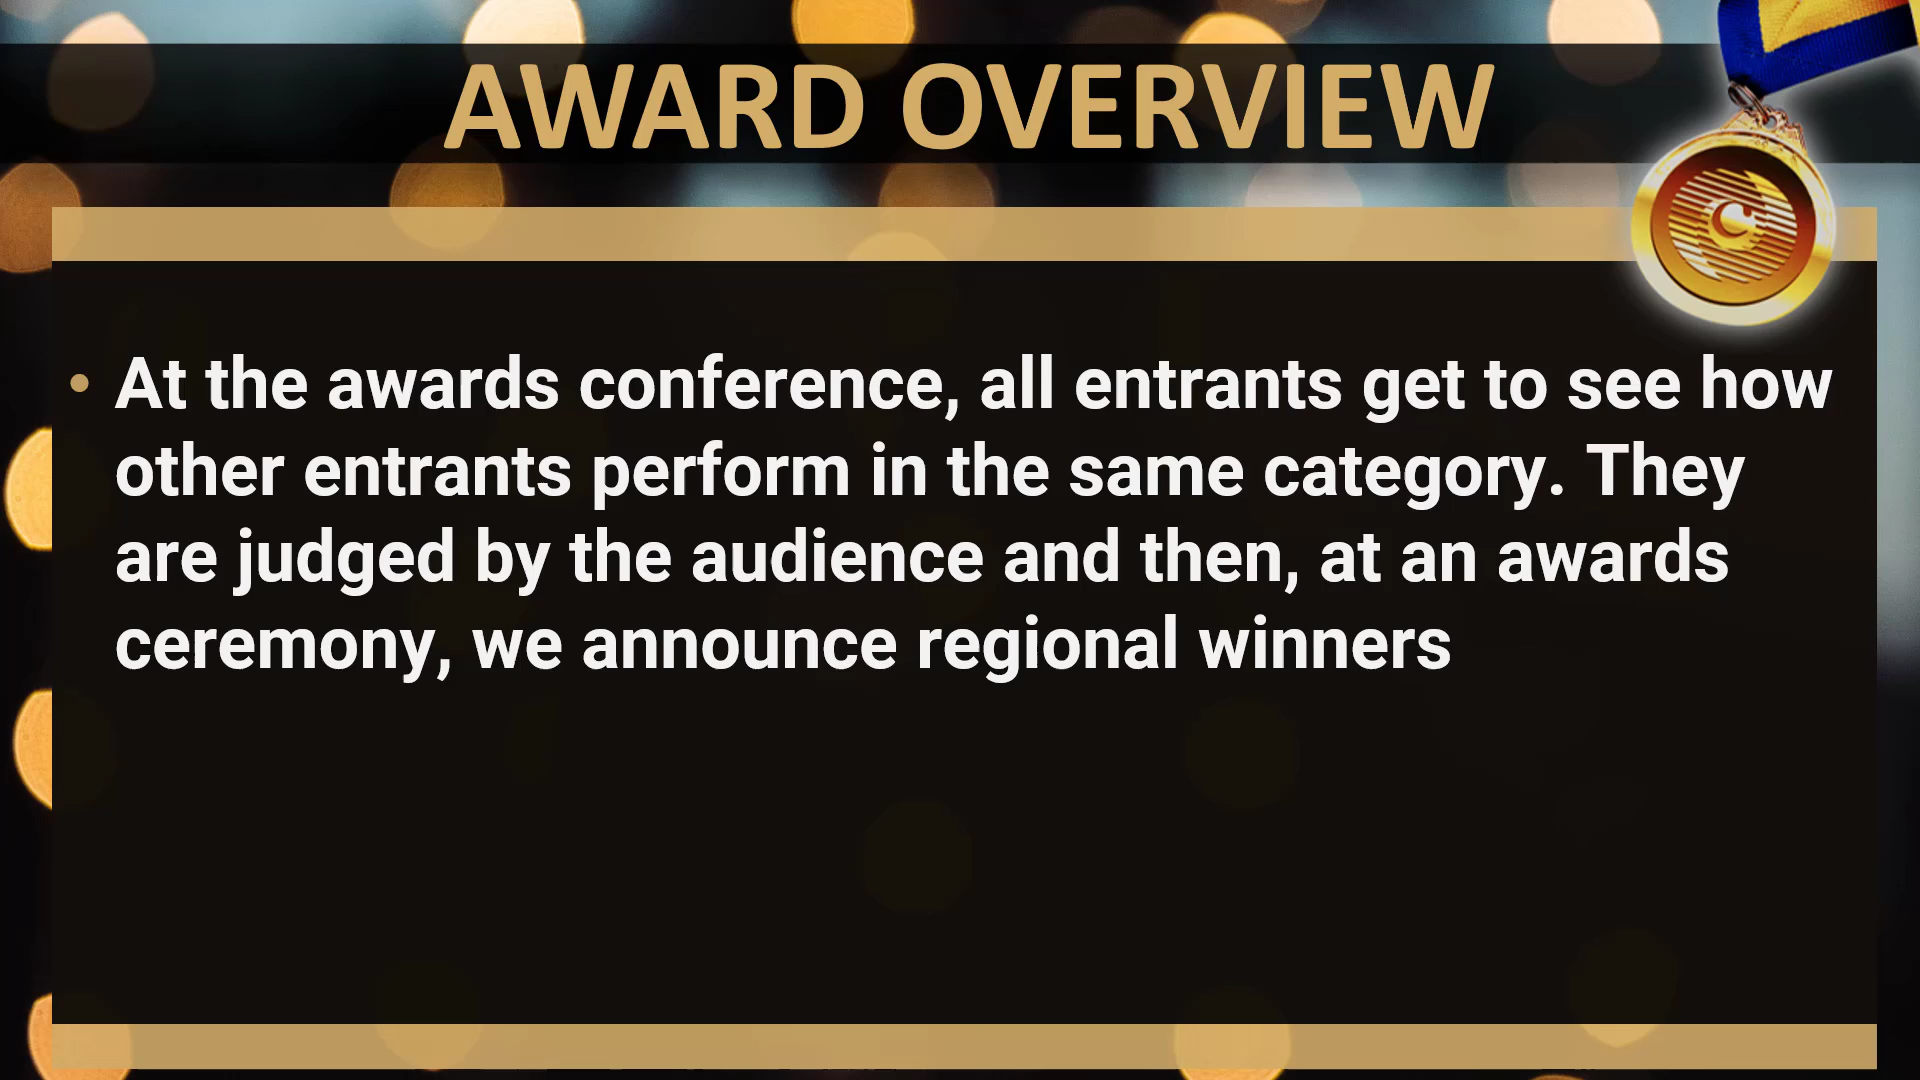 AWARD OVERVIEW
• At the awards conference, all entrants get to see how
other entrants perform in the same category. They
are judged by the audience and then, at an awards
ceremony, we announce regional winners